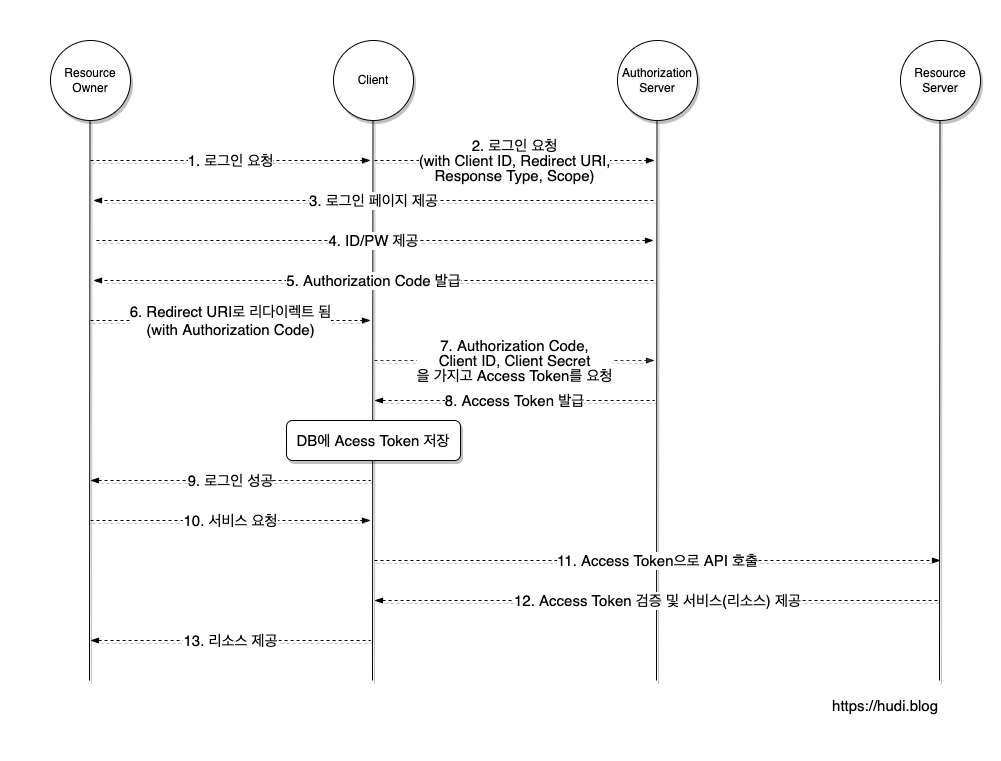 Resource
Owner
Client
Authorization
Server
Resource
Server
1. 로그인 요청
2. 로그인 요청
(with Client ID, Redirect URI,
Response Type, Scope)
3. 로그인 페이지 제공
4. ID/PW 제공
5. Authorization Code 발급
6. Redirect URI로 리다이렉트 됨
(with Authorization Code)
7. Authorization Code,
Client ID, Client Secret
을 가지고 Access Token를 요청
8. Access Token 발급
DB에 Acess Token 저장
9. 로그인 성공
10. 서비스 요청
11. Access Token으로 API 호출
12. Access Token 검증 및 서비스(리소스) 제공
13. 리소스 제공
https://hudi.blog